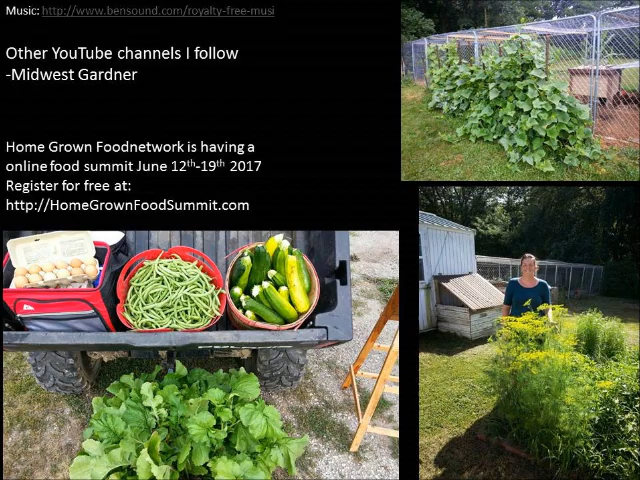 Music: http://www.bensound.com/royalty-free-musi
Other YouTube channels I follow
-Midwest Gardner
Home Grown Foodnetwork is having a
online food summit June 12th-19th 2017
Register for free at:
http://HomeGrownFoodSummit.com